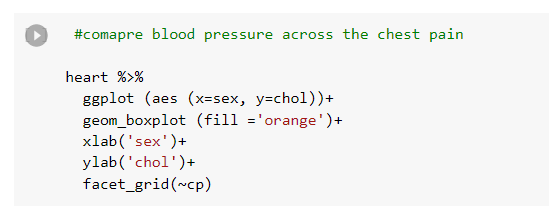 #comapre blood pressure across the chest pain
heart %>%
ggplot (aes (x=sex, y=chol))+
geom_boxplot (fill ='orange')+
xlab('sex')+
ylab('chol')+
facet_grid(~cp)